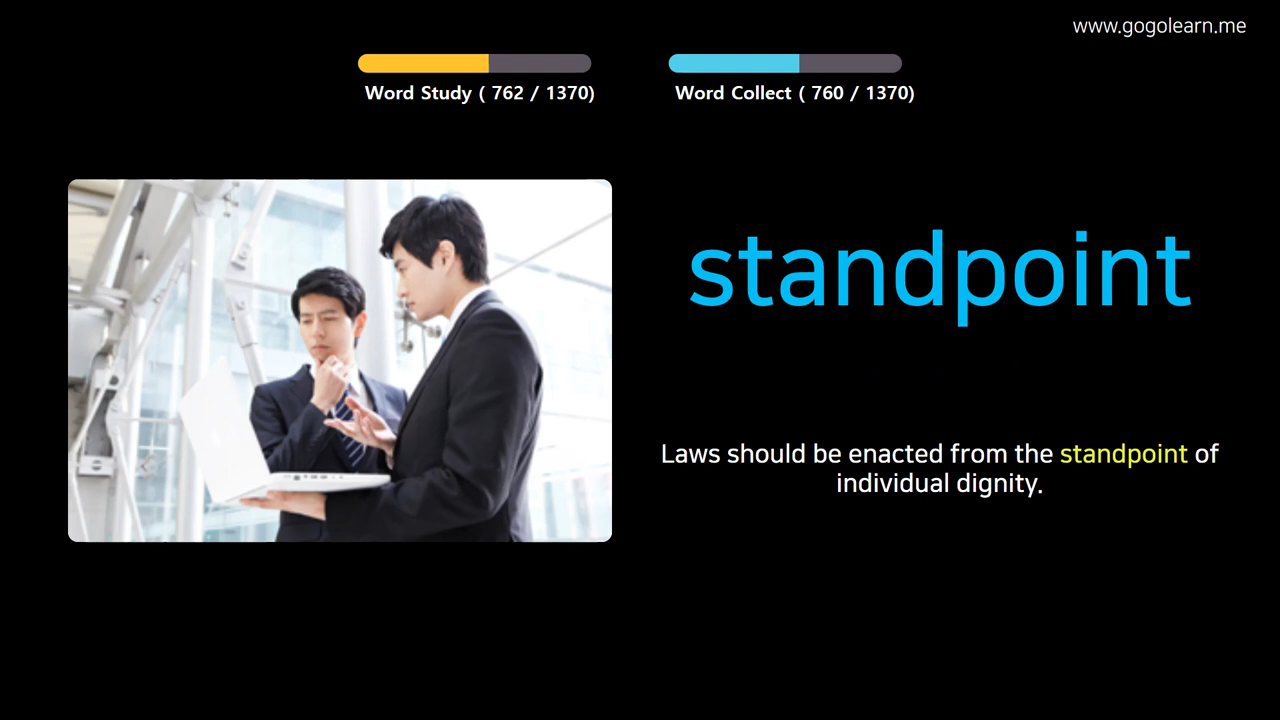 www.gogolearn.me
Word Study ( 762 / 1370)
Word Collect ( 760 / 1370)
standpoint
Laws should be enacted from the standpoint of
individual dignity.